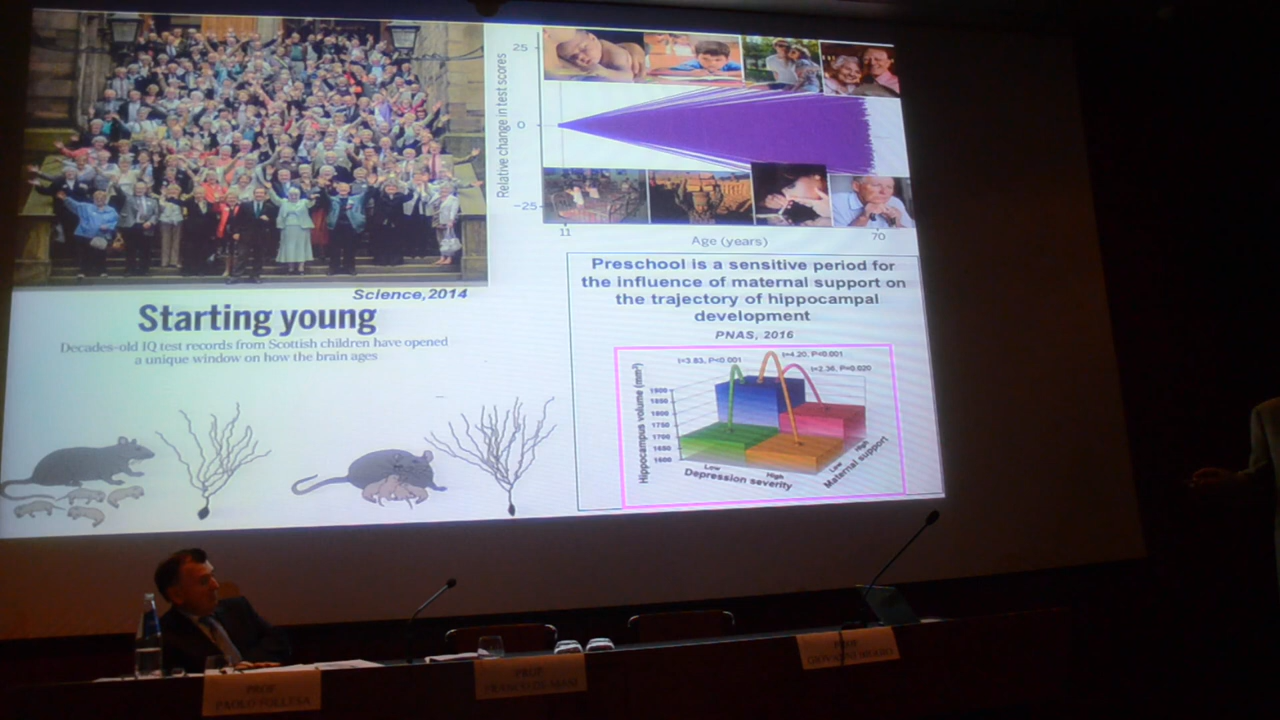 Science, 2014
Starting young
Decades-old IQ test records from Scottish children have opened
a unique window on how the brain ages
Relative change in test scores
25
0
-25
11
70
Age (years)
Preschool is a sensitive period for
the influence of maternal support on
the trajectory of hippocampal
development
PNAS, 2016
t=3.83, P<0.001
t=4.20, P<0.001
t=2.36, P=0.020
Hippocampus volume (mm³)
1900
1850
1800
1750
1700
1650
1600
Low
High
Depression severity
Low
High
Maternal support
PROF.
PAOLO FOLLESA
PROF.
PROF.